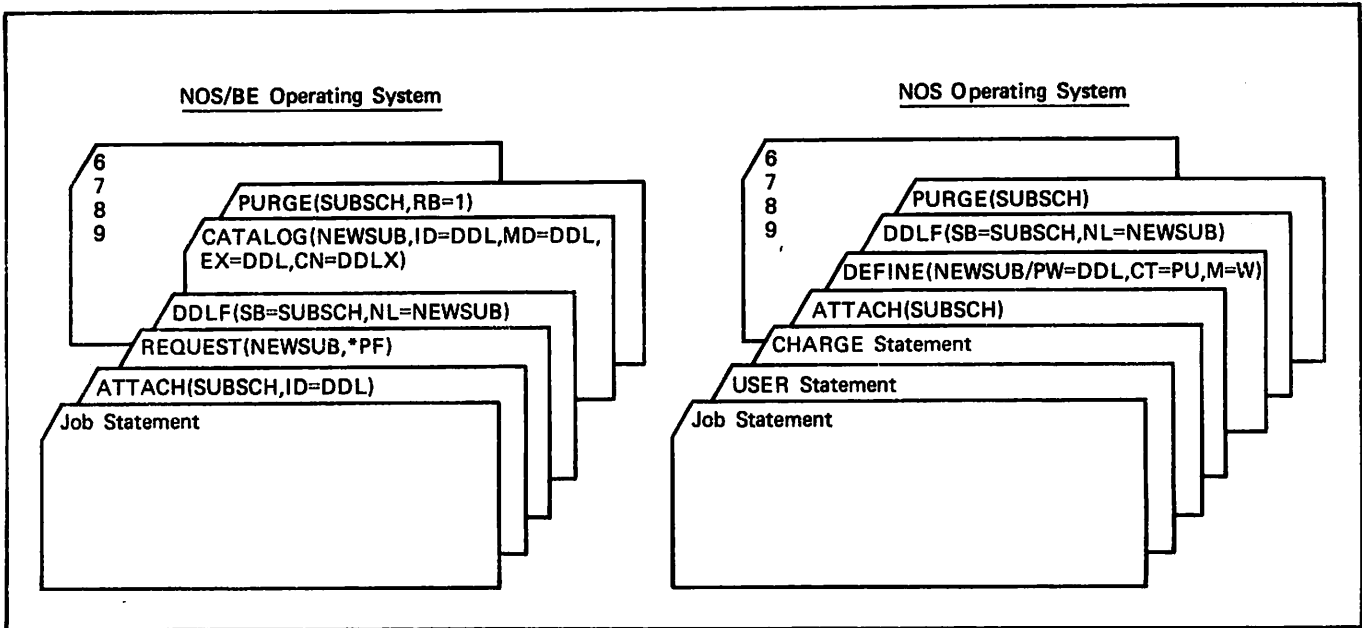 NOS/BE Operating System
6
7
8
9
PURGE(SUBSCH,RB=1)
CATALOG(NEWSUB,ID=DDL,MD=DDL,
EX=DDL,CN=DDLX)
DDLF(SB=SUBSCH,NL=NEWSUB)
REQUEST(NEWSUB,*PF)
ATTACH(SUBSCH,ID=DDL)
Job Statement
NOS Operating System
6
7
8
9
PURGE(SUBSCH)
DDLF(SB=SUBSCH,NL=NEWSUB)
DEFINE(NEWSUB/PW=DDL,CT=PU,M=W)
ATTACH(SUBSCH)
CHARGE Statement
USER Statement
Job Statement